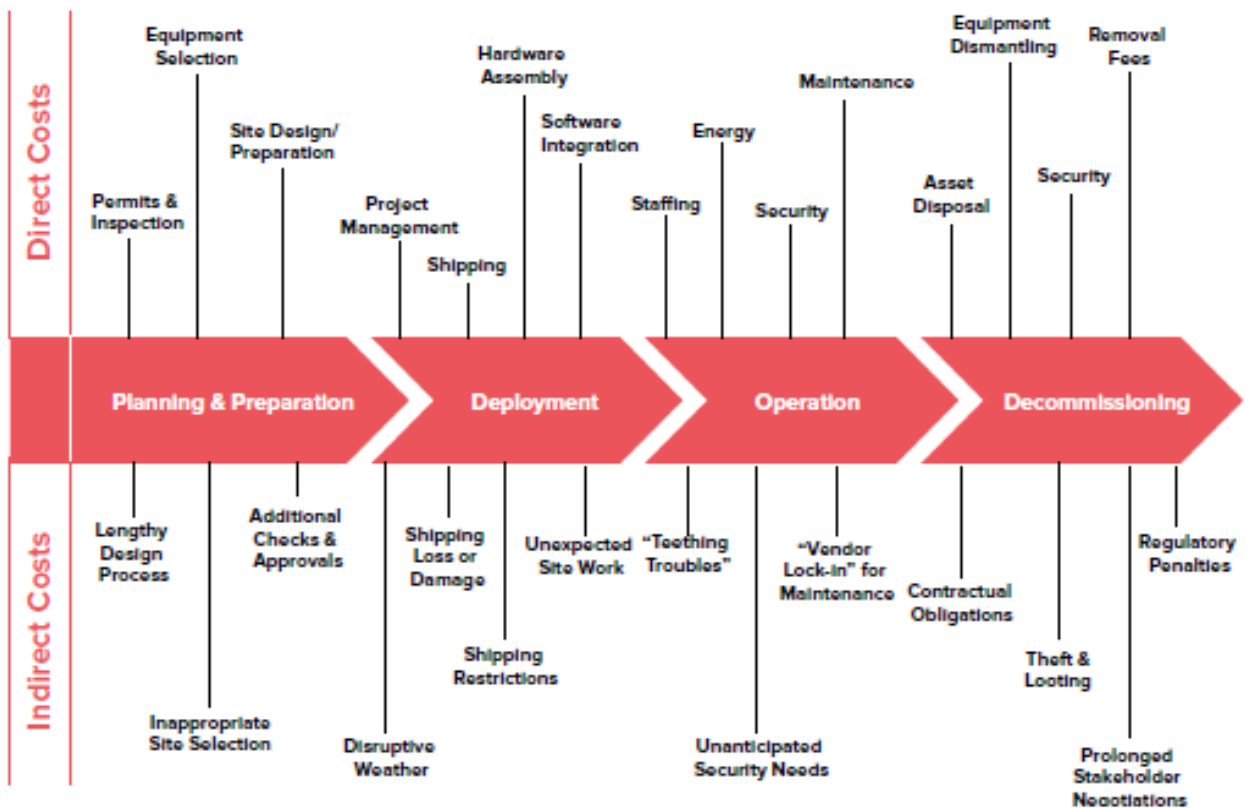 Direct Costs
Equipment
Selection
Site Design/
Preparation
Permits &
Inspection
Hardware
Assembly
Software
Integration
Project
Management
Shipping
Maintenance
Energy
Staffing
Security
Equipment
Dismantling
Removal
Fees
Asset
Disposal
Security
Planning & Preparation
Deployment
Operation
Decommissioning
Indirect Costs
Lengthy
Design
Process
Additional
Checks &
Approvals
Inappropriate
Site Selection
Shipping
Loss or
Damage
Unexpected
Site Work
Shipping
Restrictions
Disruptive
Weather
“Teething
Troubles”
“Vendor
Lock-in” for
Maintenance
Unanticipated
Security Needs
Contractual
Obligations
Regulatory
Penalties
Theft &
Looting
Prolonged
Stakeholder
Negotiations